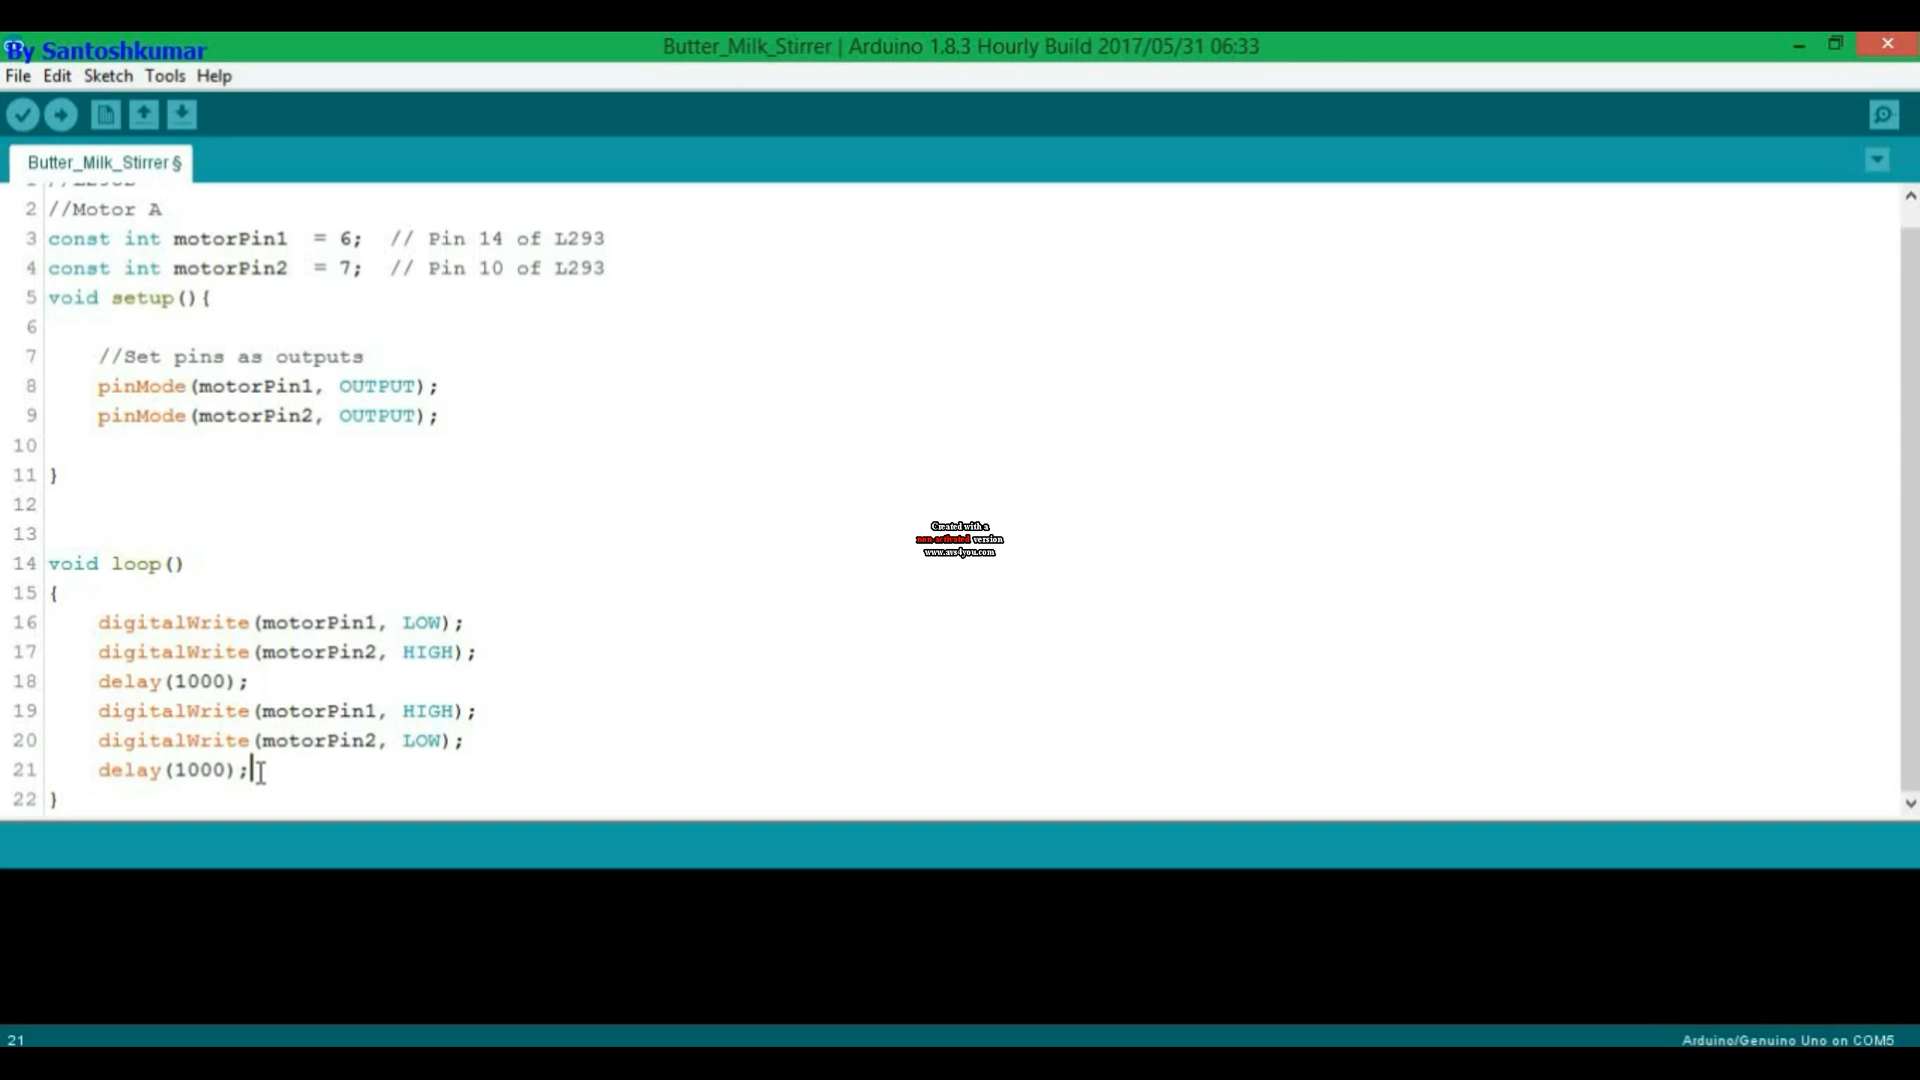 By Santoshkumar
Butter_Milk_Stirrer | Arduino 1.8.3 Hourly Build 2017/05/31 06:33
File Edit Sketch Tools Help
Butter_Milk_Stirrer §
2 //Motor A
3 const int motorPin1  = 6;  // Pin 14 of L293
4 const int motorPin2  = 7;  // Pin 10 of L293
5 void setup(){
6
7     //Set pins as outputs
8     pinMode(motorPin1, OUTPUT);
9     pinMode(motorPin2, OUTPUT);
10
11 }
12
13
14 void loop()
15 {
16     digitalWrite(motorPin1, LOW);
17     digitalWrite(motorPin2, HIGH);
18     delay(1000);
19     digitalWrite(motorPin1, HIGH);
20     digitalWrite(motorPin2, LOW);
21     delay(1000);
22 }
Created with a
non-activated version
www.avs4you.com
21
Arduino/Genuino Uno on COM5